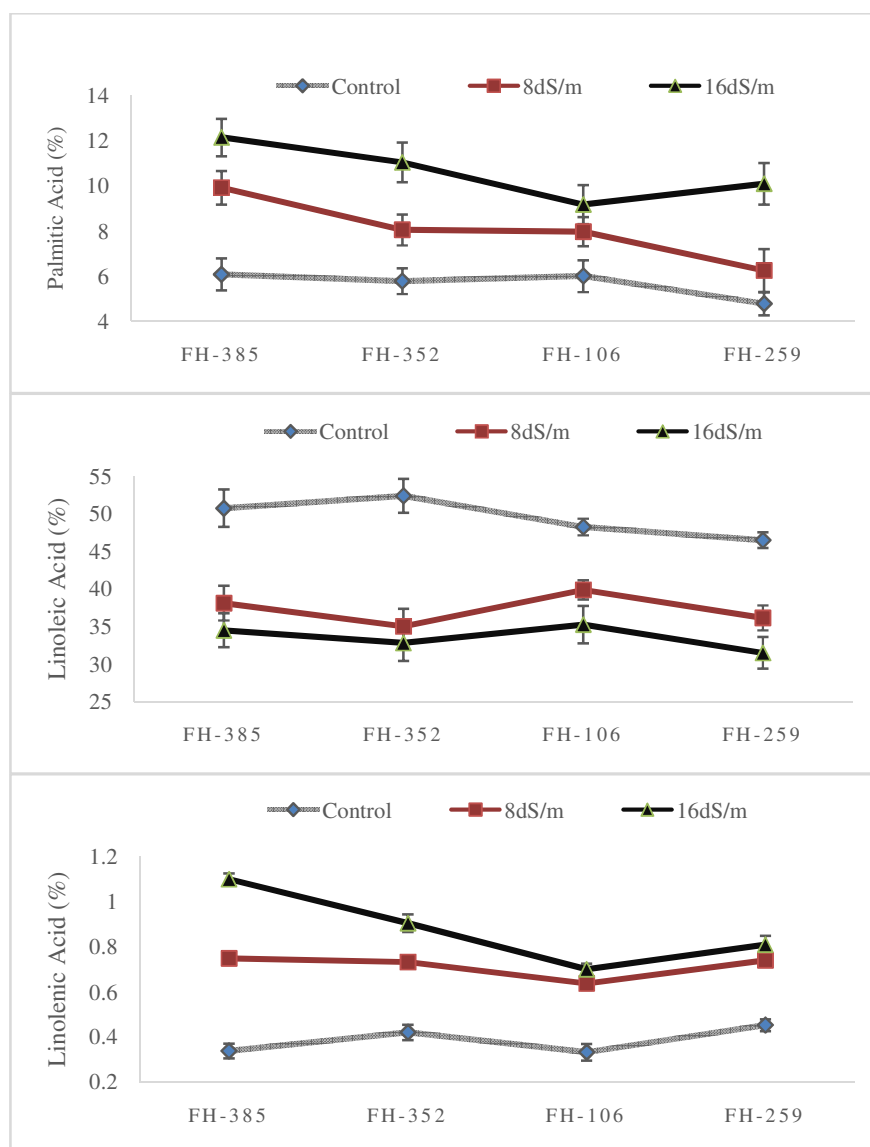 Control 8dS/m 16dS/m
Palmitic Acid (%)
14
12
10
8
6
4
FH-385 FH-352 FH-106 FH-259
Control 8dS/m 16dS/m
Linoleic Acid (%)
55
50
45
40
35
30
25
FH-385 FH-352 FH-106 FH-259
Control 8dS/m 16dS/m
Linolenic Acid (%)
1.2
1
0.8
0.6
0.4
0.2
FH-385 FH-352 FH-106 FH-259